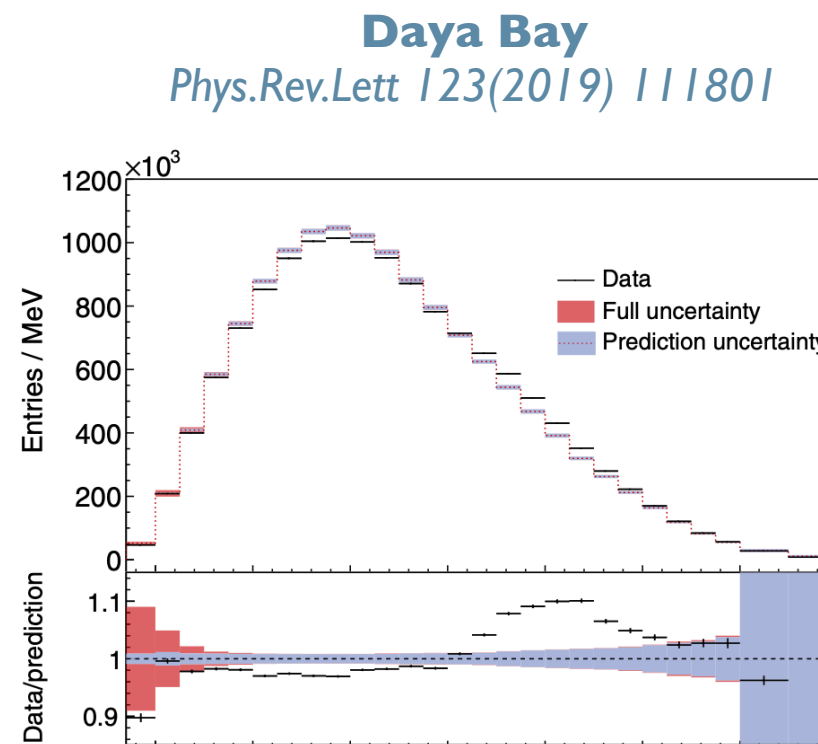 Daya Bay
Phys.Rev.Lett 123(2019) 111801
×10³
1200
1000
800
600
400
200
0
Entries / MeV
Data
Full uncertainty
Prediction uncertainty
1.1
1
0.9
Data/prediction